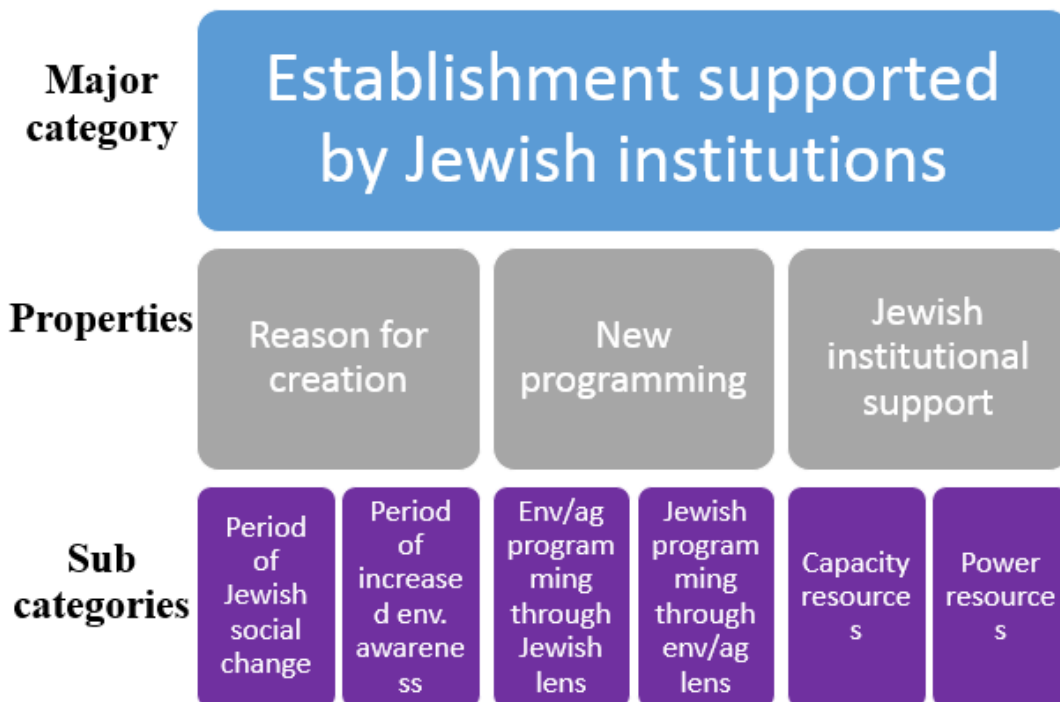 Major
category
Establishment supported
by Jewish institutions
Properties
Reason for
creation
New
programming
Jewish
institutional
support
Sub
categories
Period
of
Jewish
social
change
Period
of
increase
d env.
awarene
ss
Env/ag
program
ming
through
Jewish
lens
Jewish
program
ming
through
env/ag
lens
Capacity
resource
s
Power
resource
s